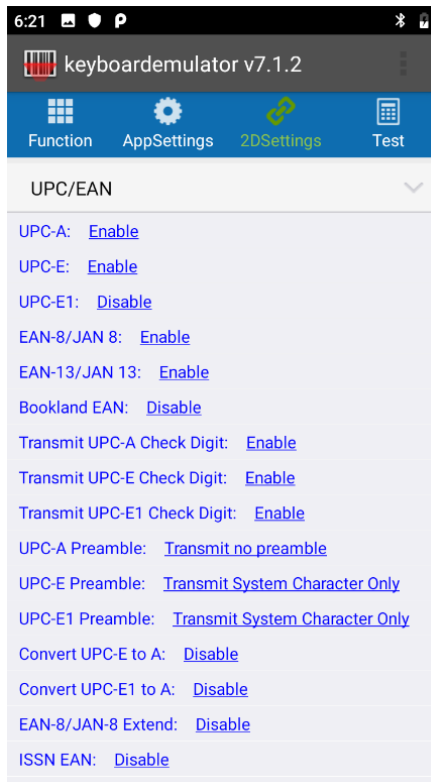 6:21
keyboardemulator v7.1.2
Function AppSettings 2DSettings Test
UPC/EAN
UPC-A: Enable
UPC-E: Enable
UPC-E1: Disable
EAN-8/JAN 8: Enable
EAN-13/JAN 13: Enable
Bookland EAN: Disable
Transmit UPC-A Check Digit: Enable
Transmit UPC-E Check Digit: Enable
Transmit UPC-E1 Check Digit: Enable
UPC-A Preamble: Transmit no preamble
UPC-E Preamble: Transmit System Character Only
UPC-E1 Preamble: Transmit System Character Only
Convert UPC-E to A: Disable
Convert UPC-E1 to A: Disable
EAN-8/JAN-8 Extend: Disable
ISSN EAN: Disable